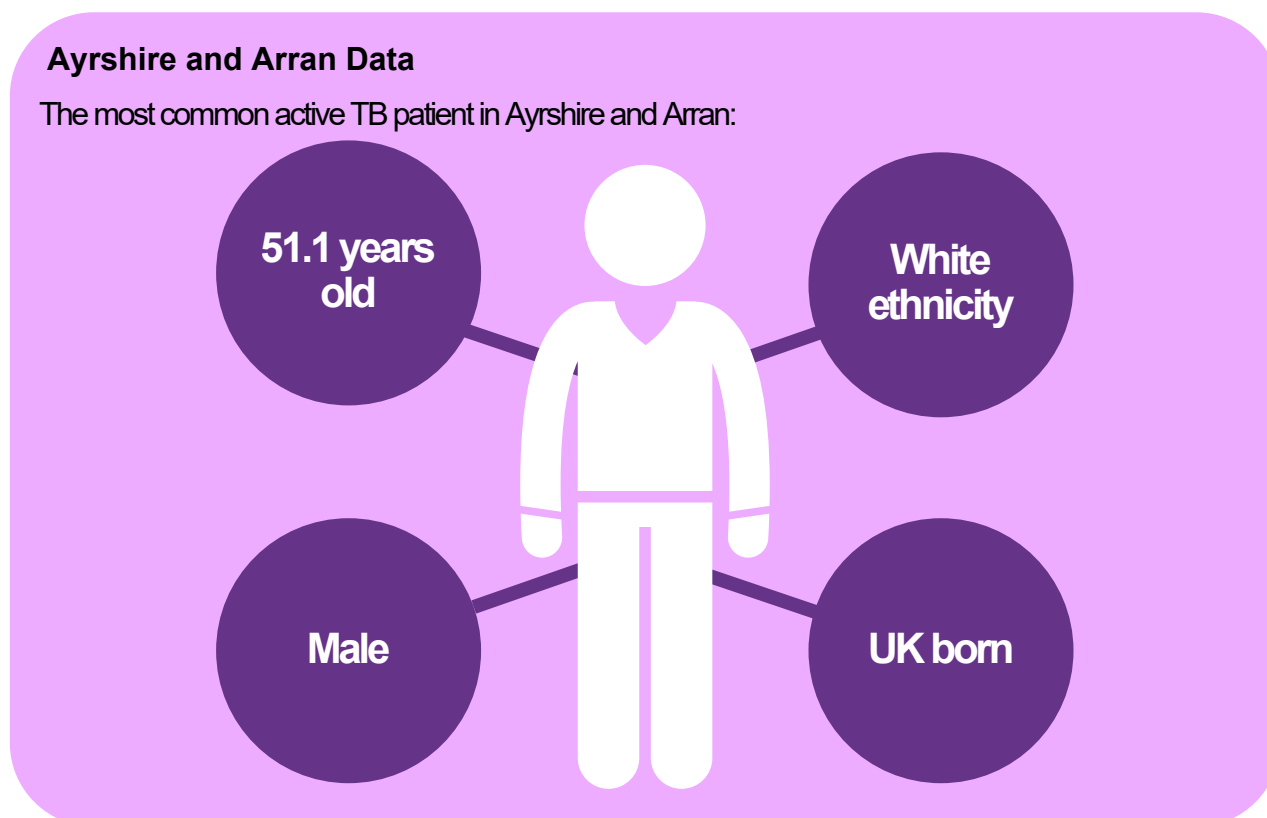 Ayrshire and Arran Data
The most common active TB patient in Ayrshire and Arran:
51.1 years
old
White
ethnicity
Male
UK born